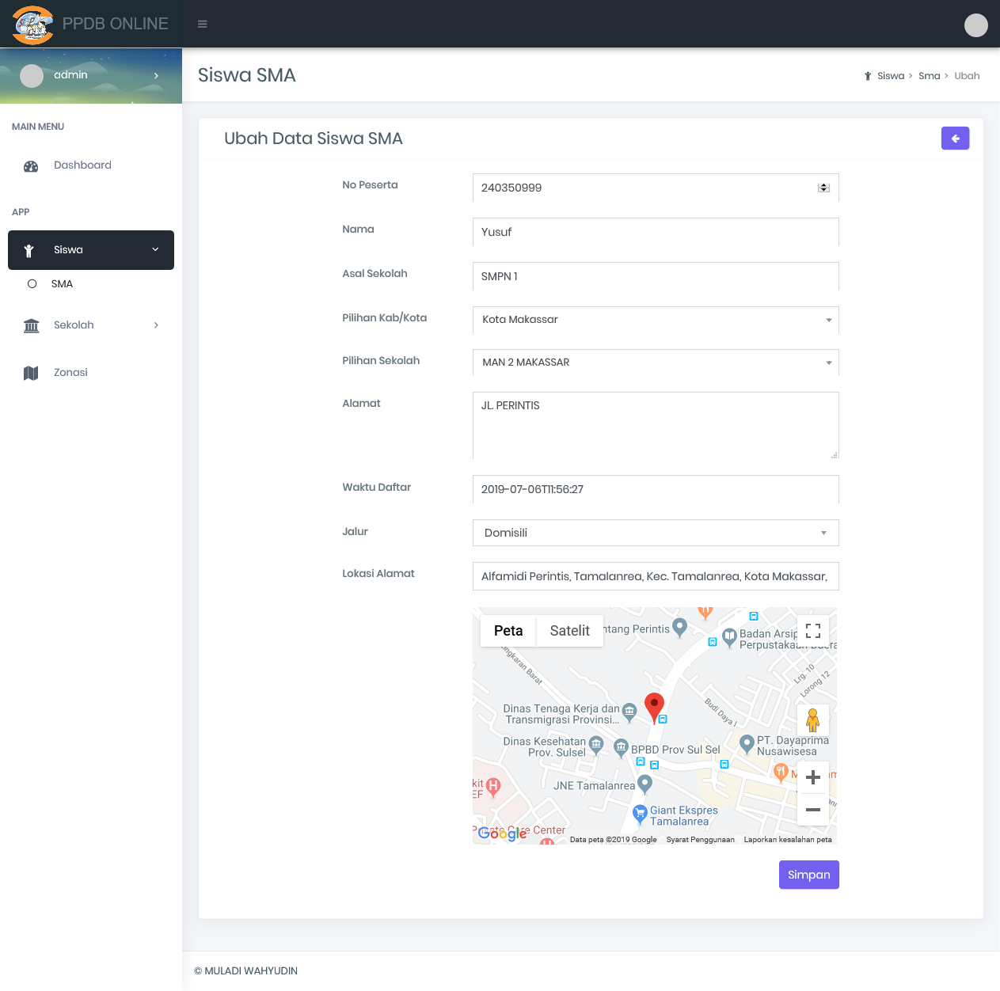 PPDB ONLINE
admin
MAIN MENU
Dashboard
APP
Siswa
SMA
Sekolah
Zonasi
Siswa SMA
Siswa > Sma > Ubah
Ubah Data Siswa SMA
No Peserta
240350999
Nama
Yusuf
Asal Sekolah
SMPN 1
Pilihan Kab/Kota
Kota Makassar
Pilihan Sekolah
MAN 2 MAKASSAR
Alamat
JL. PERINTIS
Waktu Daftar
2019-07-06T11:56:27
Jalur
Domisili
Lokasi Alamat
Alfamidi Perintis, Tamalanrea, Kec. Tamalanrea, Kota Makassar,
Peta
Satelit
ntang Perintis
Badan Arsip
Perpustakaan
ngkaran Barat
Lrg. 10
Lorong 12
Budi Daya I
Dinas Tenaga Kerja dan
Transmigrasi Provinsi...
Dinas Kesehatan
Prov. Sulsel
BPBD Prov Sul Sel
PT. Dayaprima
Nusawisesa
kit
EF
JNE Tamalanrea
Giant Ekspres
Tamalanrea
Care Center
Google
Data peta ©2019 Google
Syarat Penggunaan
Laporkan kesalahan peta
Simpan
© MULADI WAHYUDIN